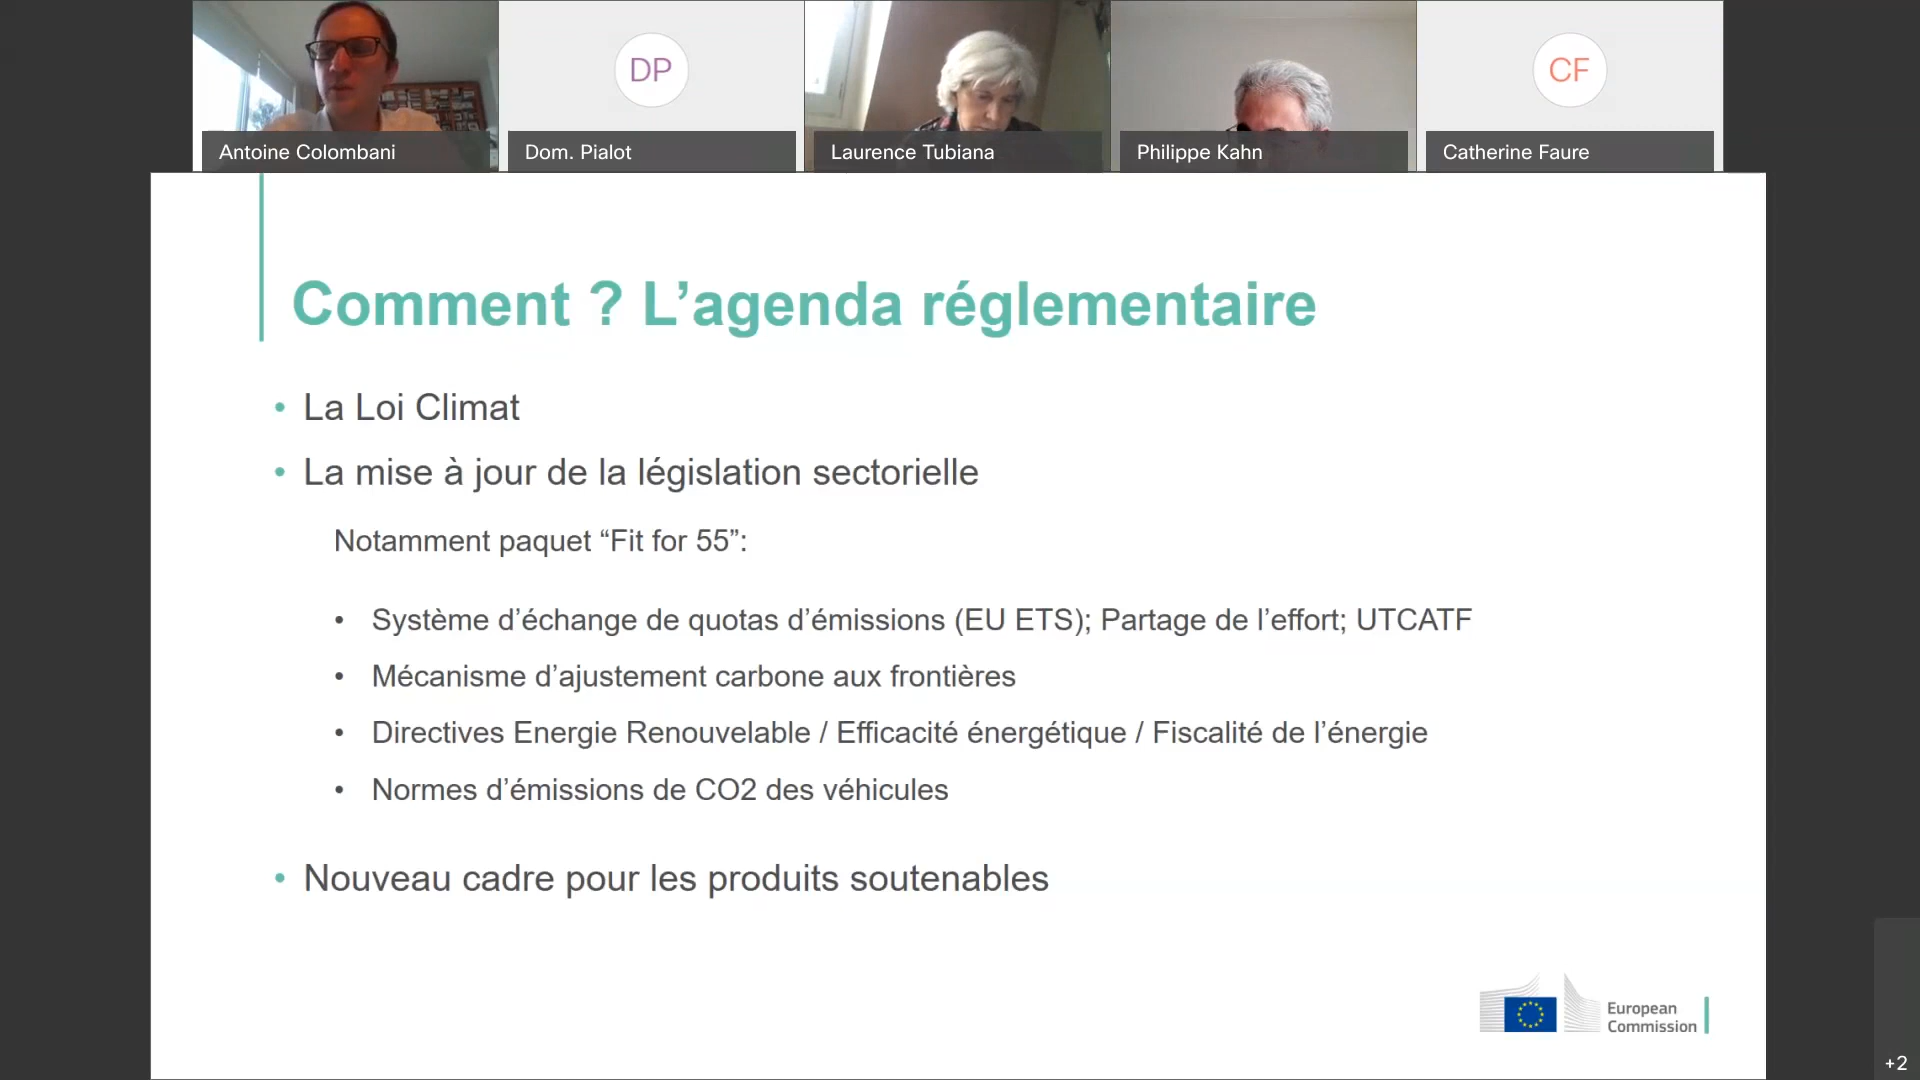 Antoine Colombani
DP
Dom. Pialot
Laurence Tubiana
Philippe Kahn
CF
Catherine Faure
Comment ? L’agenda réglementaire
• La Loi Climat
• La mise à jour de la législation sectorielle
Notamment paquet “Fit for 55”:
• Système d’échange de quotas d’émissions (EU ETS); Partage de l’effort; UTCATF
• Mécanisme d’ajustement carbone aux frontières
• Directives Energie Renouvelable / Efficacité énergétique / Fiscalité de l’énergie
• Normes d’émissions de CO2 des véhicules
• Nouveau cadre pour les produits soutenables
European
Commission
+2